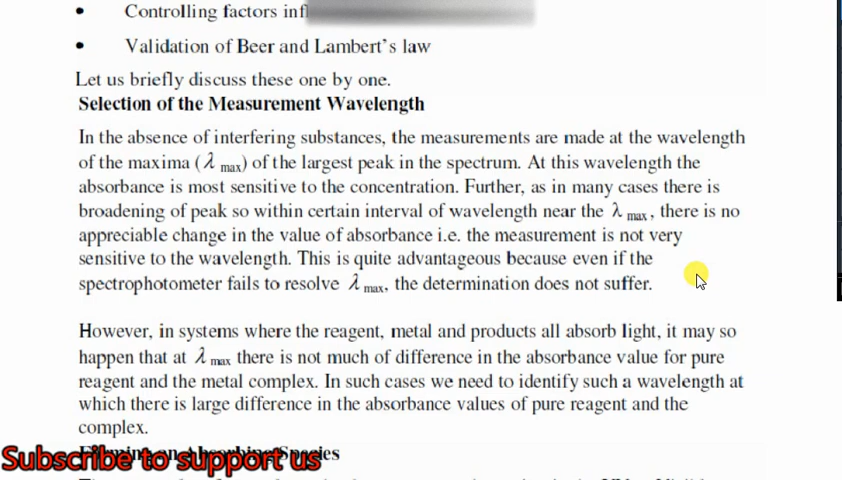 • Controlling factors
• Validation of Beer and Lambert's law
Let us briefly discuss these one by one.
Selection of the Measurement Wavelength
In the absence of interfering substances, the measurements are made at the wavelength
of the maxima (λ max) of the largest peak in the spectrum. At this wavelength the
absorbance is most sensitive to the concentration. Further, as in many cases there is
broadening of peak so within certain interval of wavelength near the λ max, there is no
appreciable change in the value of absorbance i.e. the measurement is not very
sensitive to the wavelength. This is quite advantageous because even if the
spectrophotometer fails to resolve λ max, the determination does not suffer.
However, in systems where the reagent, metal and products all absorb light, it may so
happen that at λ max there is not much of difference in the absorbance value for pure
reagent and the metal complex. In such cases we need to identify such a wavelength at
which there is large difference in the absorbance values of pure reagent and the
complex.
Subscribe to support us